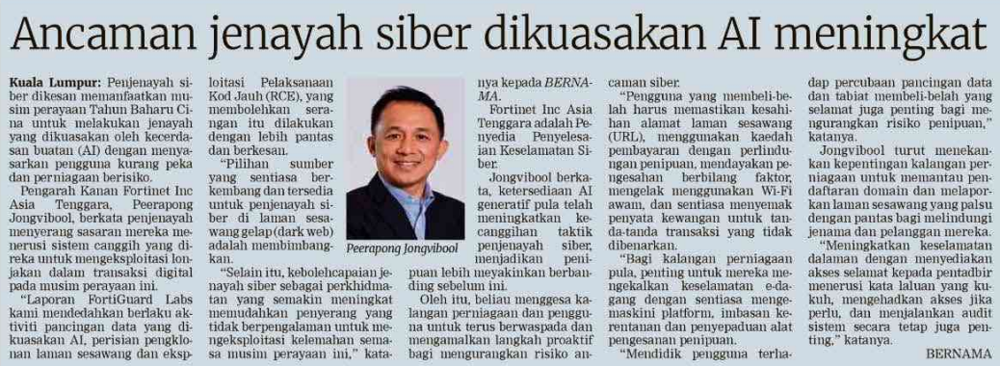 Ancaman jenayah siber dikuasakan AI meningkat
Kuala Lumpur: Penjenayah si-
ber dikesan memanfaatkan mu-
sim perayaan Tahun Baharu Ci-
na untuk melakukan jenayah
yang dikuasakan oleh kecerda-
san buatan (AI) dengan menya-
sarkan pengguna kurang peka
dan perniagaan berisiko.
Pengarah Kanan Fortinet Inc
Asia Tenggara, Peerapong
Jongvibool, berkata penjenayah
menyerang sasaran mereka me-
nerusi sistem canggih yang di-
reka untuk mengeksploitasi lon-
jakan dalam transaksi digital
pada musim perayaan ini.
"Laporan FortiGuard Labs
kami mendedahkan berlaku ak-
tiviti pancingan data yang di-
kuasakan AI, perisian pengklo-
nan laman sesawang dan eksp-
loitasi Pelaksanaan
Kod Jauh (RCE), yang
membolehkan sera-
ngan itu dilakukan
dengan lebih pantas
dan berkesan.
"Pilihan sumber
yang sentiasa ber-
kembang dan tersedia
untuk penjenayah si-
ber di laman sesa-
wang gelap (dark web)
adalah membimbang-
kan.
"Selain itu, kebolehcapaian je-
nayah siber sebagai perkhidma-
tan yang semakin meningkat
memudahkan penyerang yang
tidak berpengalaman untuk me-
ngeksploitasi kelemahan sema-
sa musim perayaan ini," kata-
Peerapong Jongvibool
nya kepada BERNA-
MA.
Fortinet Inc Asia
Tenggara adalah Pe-
nyedia Penyelesa-
ian Keselamatan Si-
ber.
Jongvibool berka-
ta, ketersediaan AI
generatif pula telah
meningkatkan ke-
canggihan taktik
penjenayah siber,
menjadikan peni-
puan lebih meyakinkan berban-
ding sebelum ini.
Oleh itu, beliau menggesa ka-
langan perniagaan dan penggu-
na untuk terus berwaspada dan
mengamalkan langkah proaktif
bagi mengurangkan risiko an-
caman siber.
"Pengguna yang membeli-be-
lah harus memastikan kesahi-
han alamat laman sesawang
(URL), menggunakan kaedah
pembayaran dengan perlindu-
ngan penipuan, mendayakan pe-
ngesahan berbilang faktor,
mengelak menggunakan Wi-Fi
awam, dan sentiasa menyemak
penyata kewangan untuk tan-
da-tanda transaksi yang tidak
dibenarkan.
"Bagi kalangan perniagaan
pula, penting untuk mereka me-
ngekalkan keselamatan e-da-
gang dengan sentiasa menge-
maskini platform, imbasan ke-
rentanan dan penyepaduan alat
pengesanan penipuan.
"Mendidik pengguna terha-
dap percubaan pancingan data
dan tabiat membeli-belah yang
selamat juga penting bagi me-
ngurangkan risiko penipuan,"
katanya.
Jongvibool turut menekan-
kan kepentingan kalangan per-
niagaan untuk memantau pen-
daftaran domain dan melapor-
kan laman sesawang yang palsu
dengan pantas bagi melindungi
jenama dan pelanggan mereka.
"Meningkatkan keselamatan
dalaman dengan menyediakan
akses selamat kepada pentadbir
menerusi kata laluan yang ku-
kuh, mengehadkan akses jika
perlu, dan menjalankan audit
sistem secara tetap juga pen-
ting," katanya.
BERNAMA